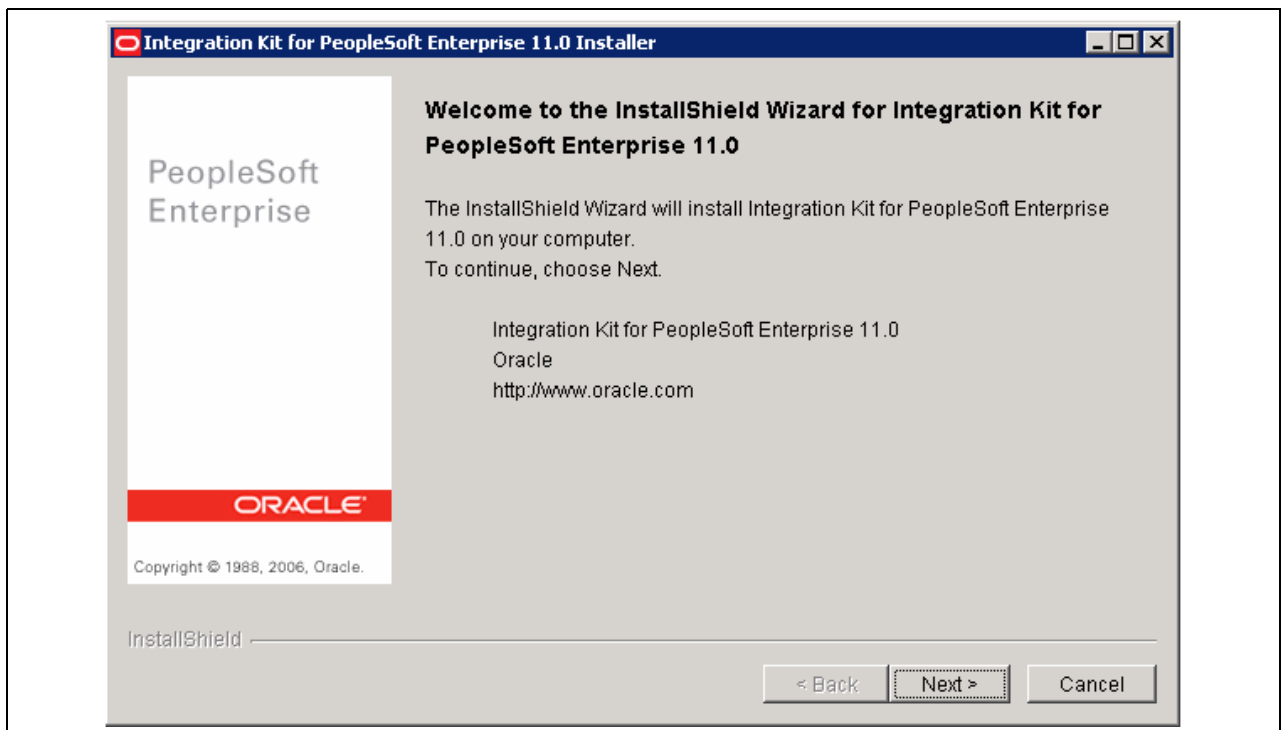 Integration Kit for PeopleSoft Enterprise 11.0 Installer
PeopleSoft
Enterprise
ORACLE®
Copyright © 1988, 2006, Oracle.
Welcome to the InstallShield Wizard for Integration Kit for
PeopleSoft Enterprise 11.0
The InstallShield Wizard will install Integration Kit for PeopleSoft Enterprise
11.0 on your computer.
To continue, choose Next.
Integration Kit for PeopleSoft Enterprise 11.0
Oracle
http://www.oracle.com
InstallShield
< Back
Next >
Cancel